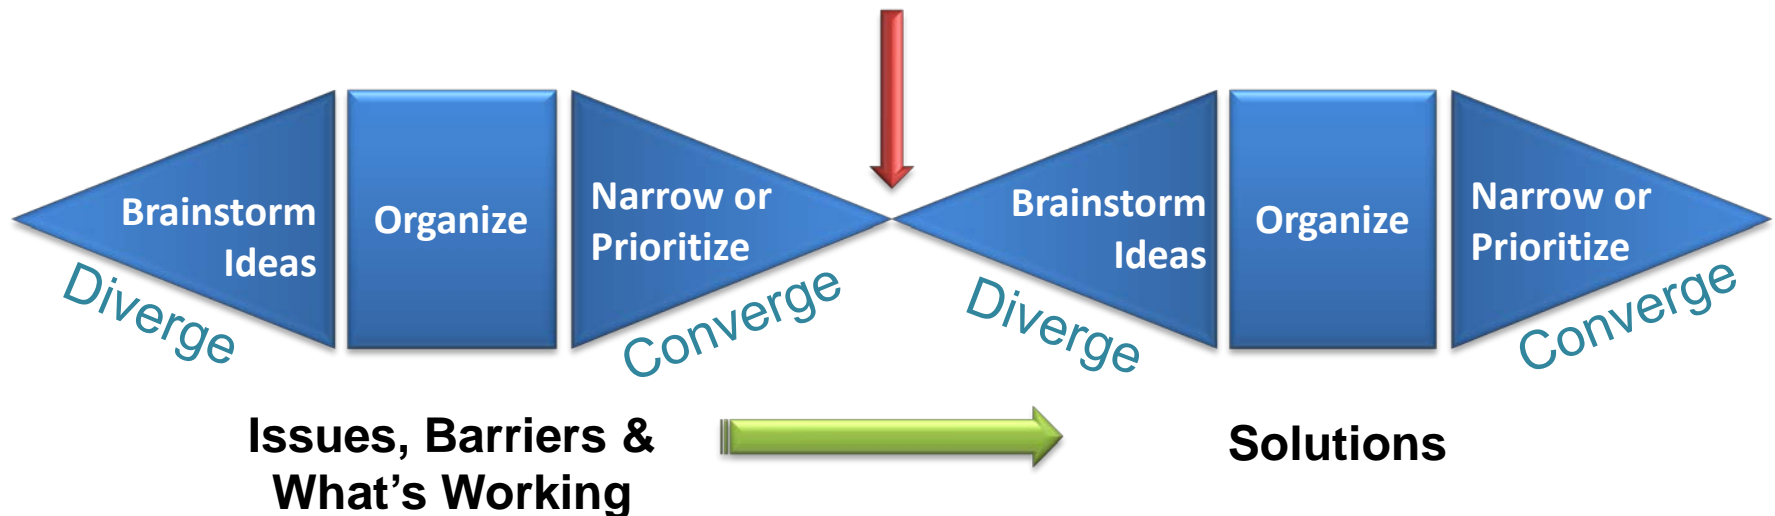 Brainstorm
Ideas
Organize
Narrow or
Prioritize
Diverge
Converge
Brainstorm
Ideas
Organize
Narrow or
Prioritize
Diverge
Converge
Issues, Barriers &
What’s Working
Solutions